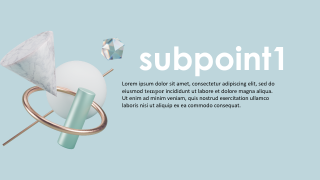 subpoint1
Lorem ipsum dolor sit amet, consectetur adipiscing elit, sed do
eiusmod tempor incididunt ut labore et dolore magna aliqua.
Ut enim ad minim veniam, quis nostrud exercitation ullamco
laboris nisi ut aliquip ex ea commodo consequat.